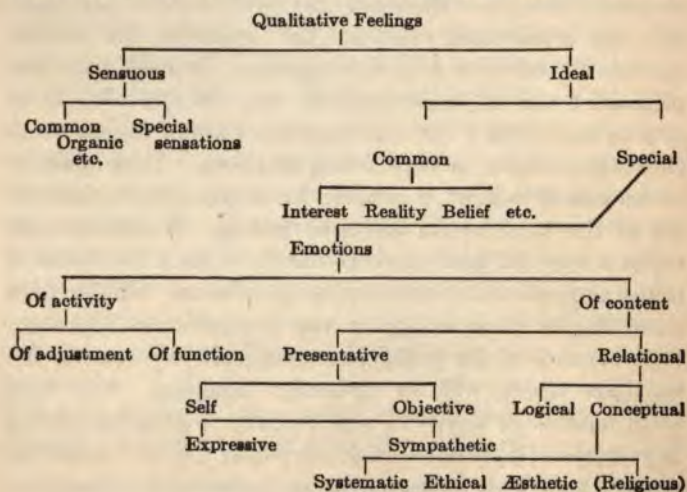 Qualitative Feelings
Sensuous Ideal
Common Special
Organic sensations
etc.
Common Special
Interest Reality Belief etc.
Emotions
Of activity Of content
Of adjustment Of function Presentative Relational
Self Objective Logical Conceptual
Expressive Sympathetic
Systematic Ethical Æsthetic (Religious)